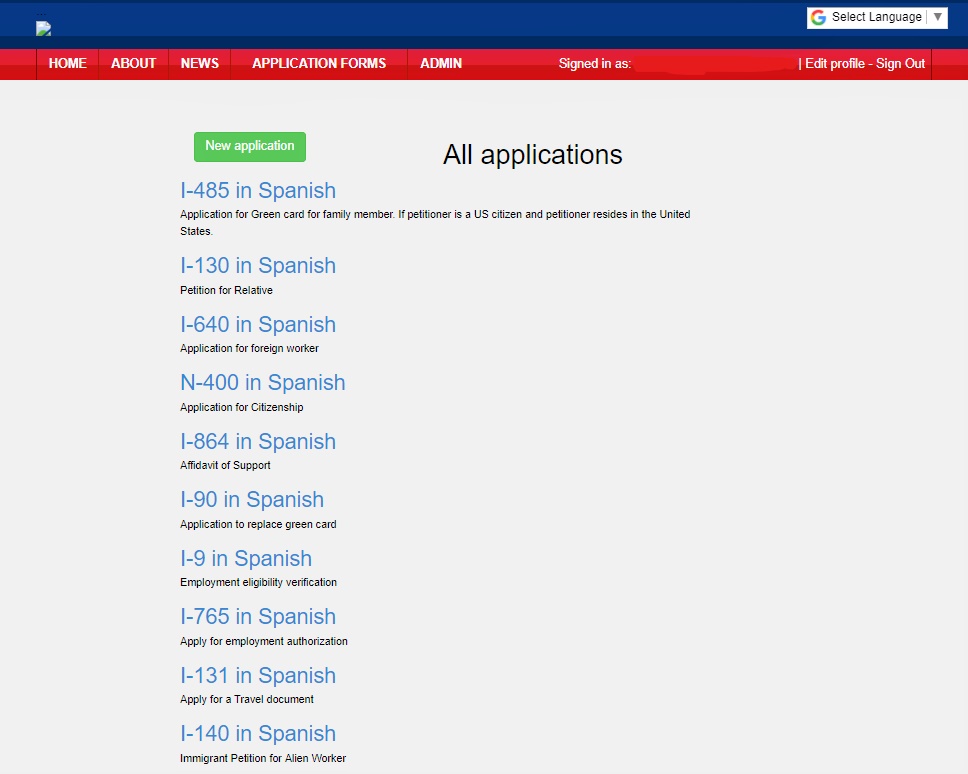 Select Language ▼
HOME ABOUT NEWS APPLICATION FORMS ADMIN Signed in as: | Edit profile - Sign Out
New application
All applications
I-485 in Spanish
Application for Green card for family member. If petitioner is a US citizen and petitioner resides in the United
States.
I-130 in Spanish
Petition for Relative
I-640 in Spanish
Application for foreign worker
N-400 in Spanish
Application for Citizenship
I-864 in Spanish
Affidavit of Support
I-90 in Spanish
Application to replace green card
I-9 in Spanish
Employment eligibility verification
I-765 in Spanish
Apply for employment authorization
I-131 in Spanish
Apply for a Travel document
I-140 in Spanish
Immigrant Petition for Alien Worker